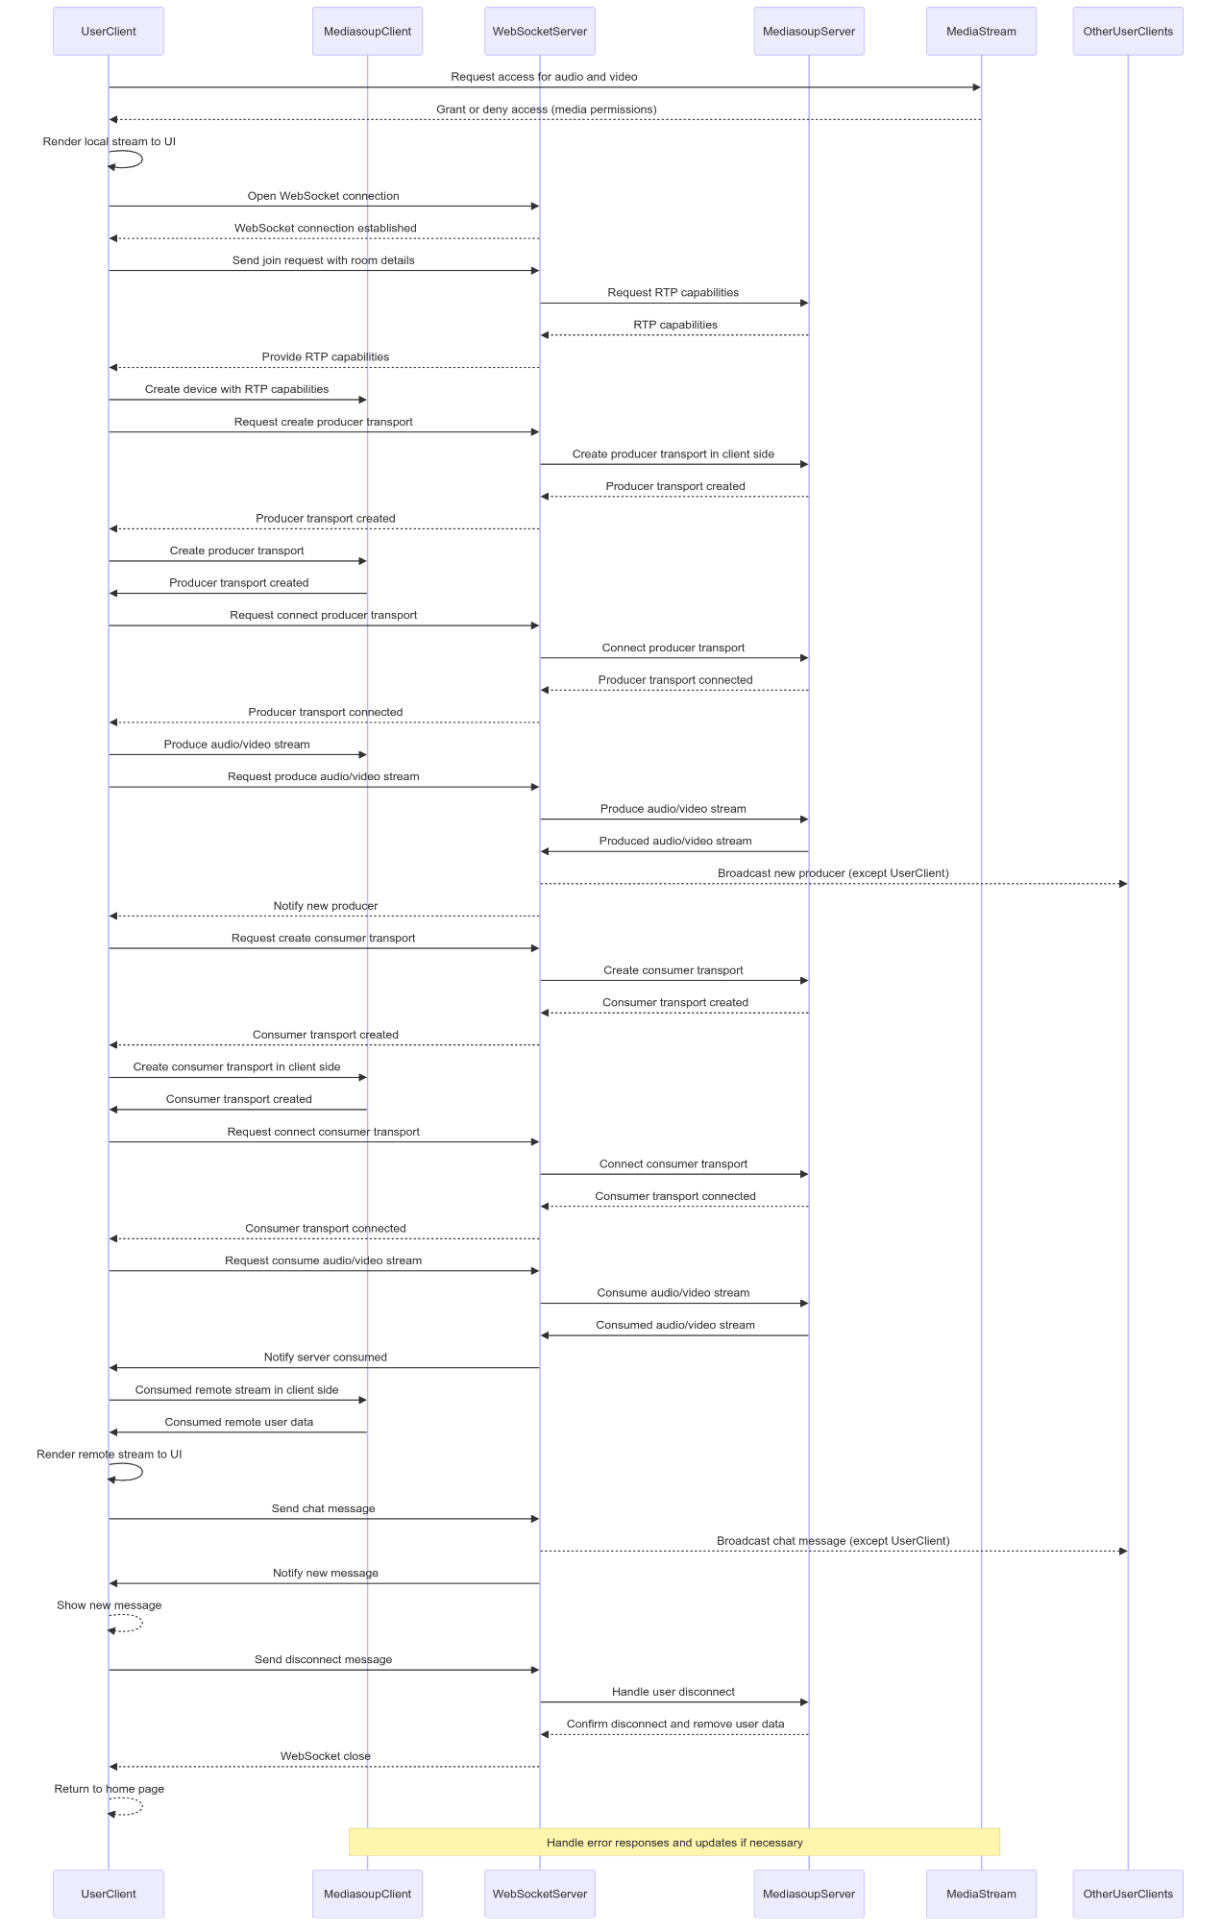 UserClient
MediasoupClient
WebSocketServer
MediasoupServer
MediaStream
OtherUserClients
Request access for audio and video
Grant or deny access (media permissions)
Render local stream to UI
Open WebSocket connection
WebSocket connection established
Send join request with room details
Request RTP capabilities
RTP capabilities
Provide RTP capabilities
Create device with RTP capabilities
Request create producer transport
Create producer transport in client side
Producer transport created
Producer transport created
Create producer transport
Producer transport created
Request connect producer transport
Connect producer transport
Producer transport connected
Producer transport connected
Produce audio/video stream
Request produce audio/video stream
Produce audio/video stream
Produced audio/video stream
Broadcast new producer (except UserClient)
Notify new producer
Request create consumer transport
Create consumer transport
Consumer transport created
Consumer transport created
Create consumer transport in client side
Consumer transport created
Request connect consumer transport
Connect consumer transport
Consumer transport connected
Consumer transport connected
Request consume audio/video stream
Consume audio/video stream
Consumed audio/video stream
Notify server consumed
Consumed remote stream in client side
Consumed remote user data
Render remote stream to UI
Send chat message
Broadcast chat message (except UserClient)
Notify new message
Show new message
Send disconnect message
Handle user disconnect
Confirm disconnect and remove user data
WebSocket close
Return to home page
Handle error responses and updates if necessary
UserClient
MediasoupClient
WebSocketServer
MediasoupServer
MediaStream
OtherUserClients